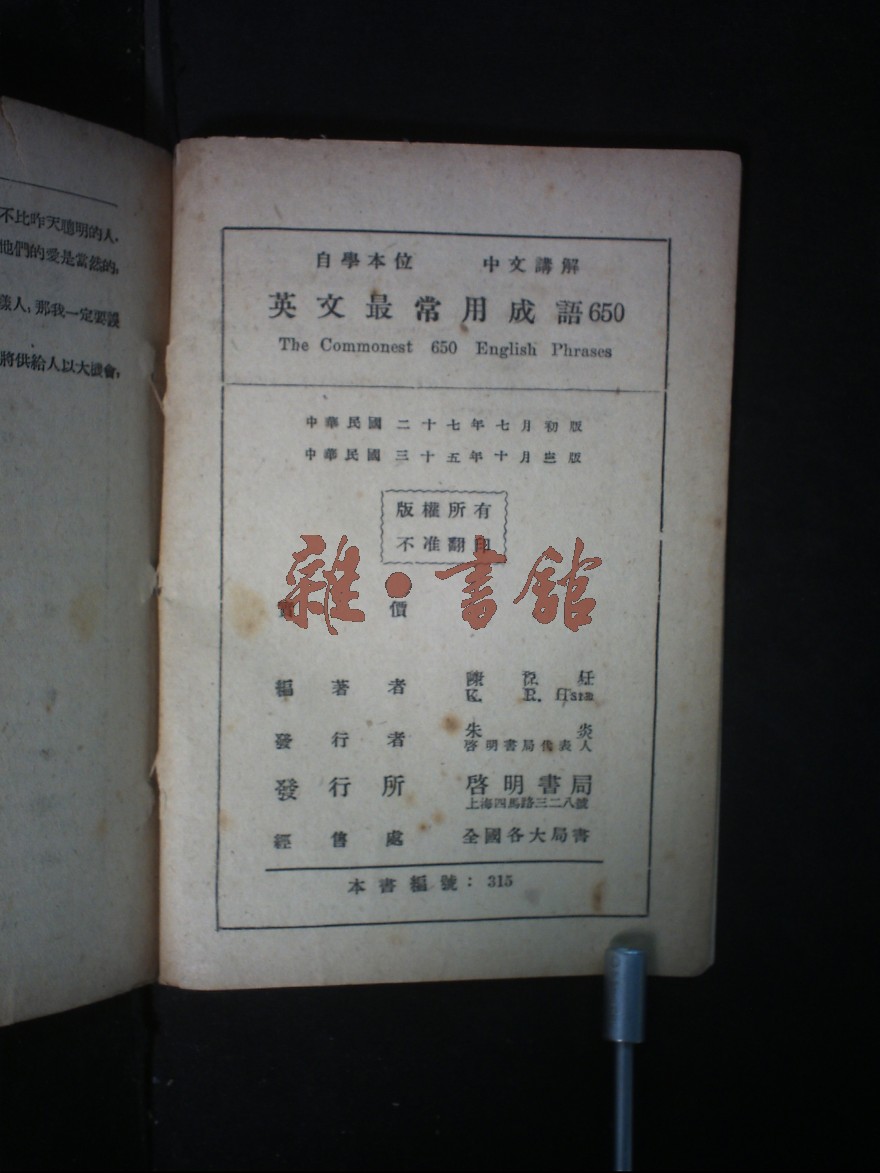 不比昨天聰明的人,
他們的愛是當然的,
人,那我一定要
將供給人以大機會,
自學本位 中文講解
英文最常用成語650
The Commonest 650 English Phrases
中華民國二十七年七月初版
中華民國三十五年十月三版
版權所有
不准翻印
雜·書館
實價
編著者 陳 任
K. R. Hsia
發行者 朱炎
啓明書局代表人
發行所 啓明書局
上海四馬路三二八號
經售處 全國各大局書
本書編號:315